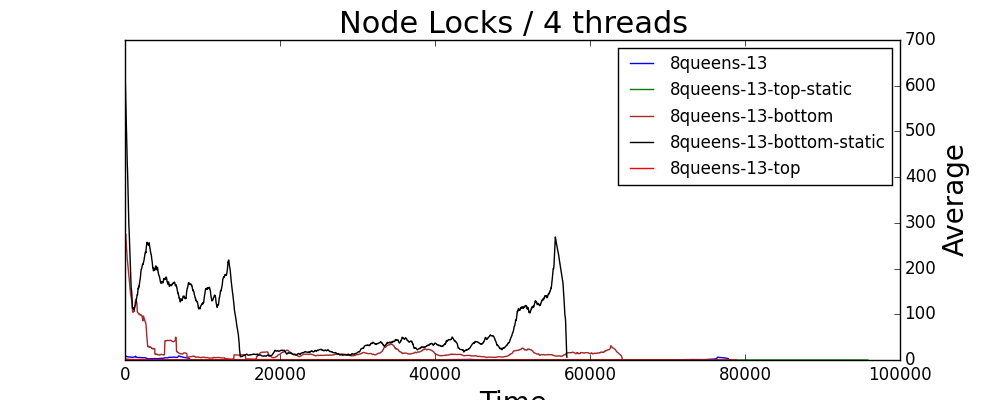 Node Locks / 4 threads
700
600
500
400
300
200
100
0
Average
8queens-13
8queens-13-top-static
8queens-13-bottom
8queens-13-bottom-static
8queens-13-top
0 20000 40000 60000 80000 100000
Time